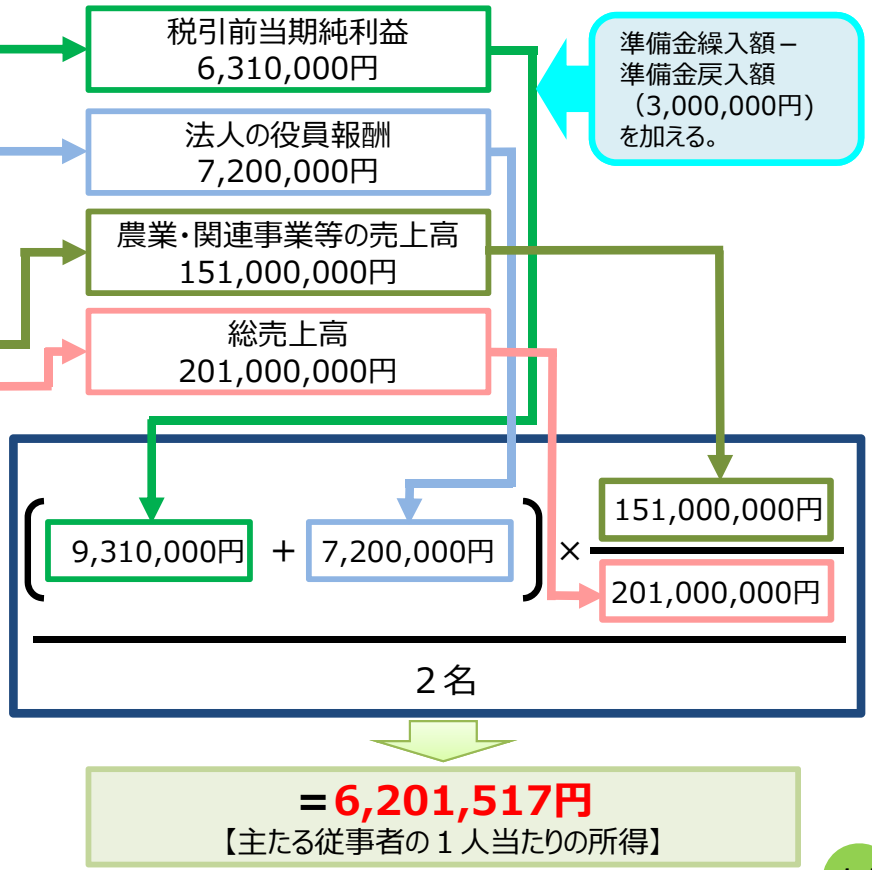 税引前当期純利益
6,310,000円
準備金繰入額−
準備金戻入額
（3,000,000円)
を加える。
法人の役員報酬
7,200,000円
農業・関連事業等の売上高
151,000,000円
総売上高
201,000,000円
9,310,000円 + 7,200,000円 × 151,000,000円
201,000,000円
２名
=6,201,517円
【主たる従事者の１人当たりの所得】